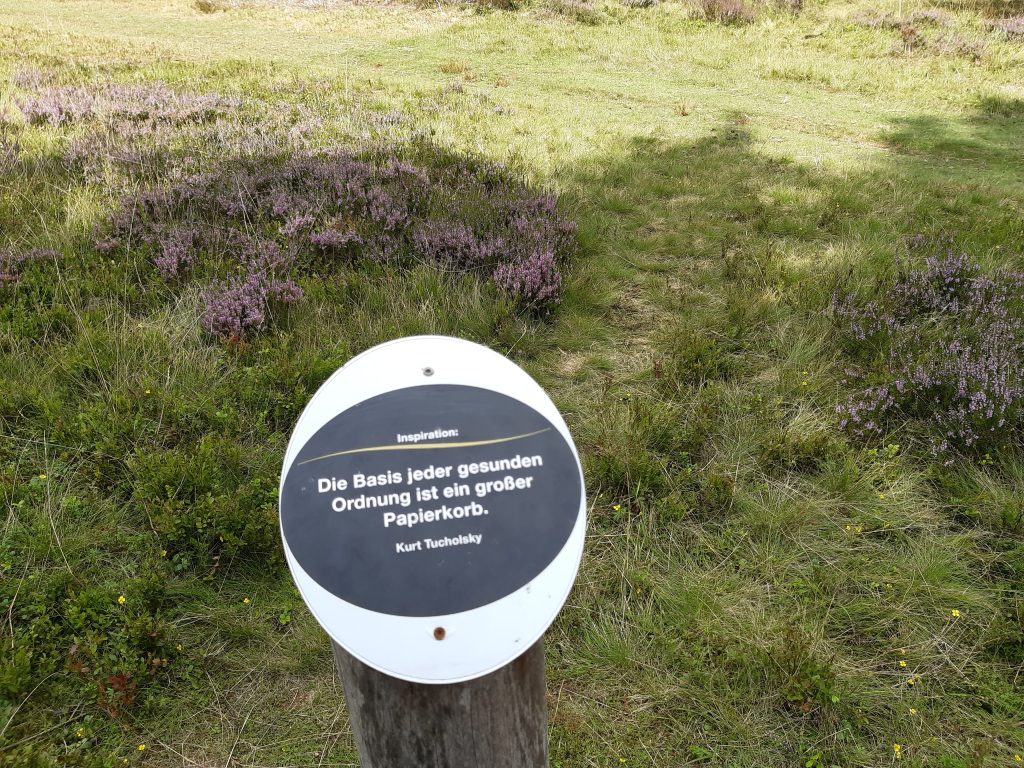 Inspiration:
Die Basis jeder gesunden
Ordnung ist ein großer
Papierkorb.
Kurt Tucholsky